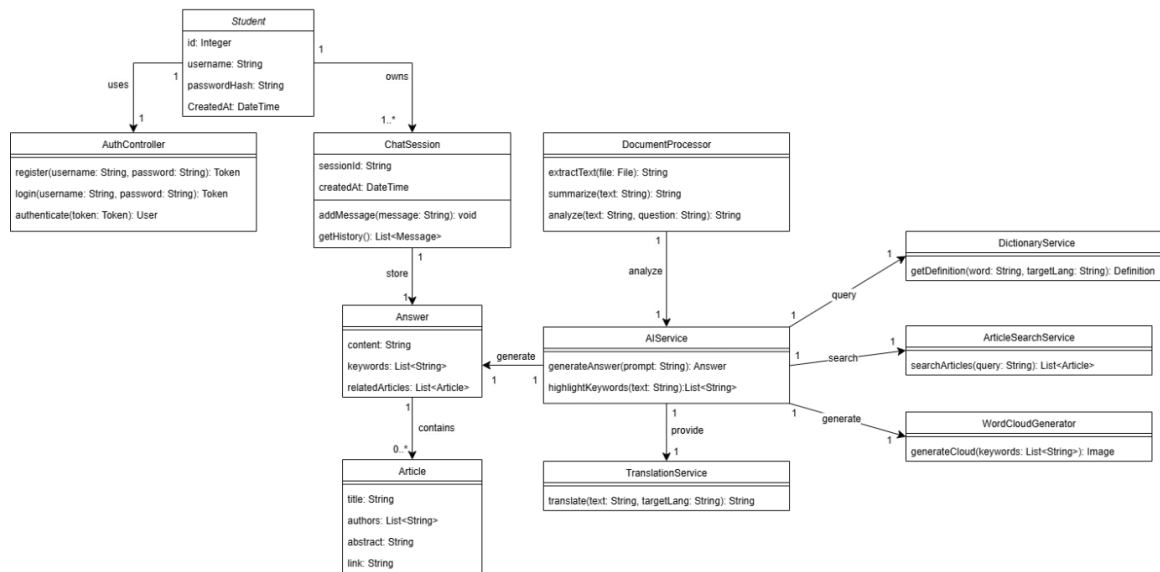 Student
id: Integer
username: String
passwordHash: String
CreatedAt: DateTime
1
1
uses
owns
1
1..*
AuthController
register(username: String, password: String): Token
login(username: String, password: String): Token
authenticate(token: Token): User
ChatSession
sessionId: String
createdAt: DateTime
addMessage(message: String): void
getHistory(): List<Message>
DocumentProcessor
extractText(file: File): String
summarize(text: String): String
analyze(text: String, question: String): String
1
store
1
1
analyze
1
DictionaryService
getDefinition(word: String, targetLang: String): Definition
1
query
1
Answer
content: String
keywords: List<String>
relatedArticles: List<Article>
generate
1
1
AIService
generateAnswer(prompt: String): Answer
highlightKeywords(text: String):List<String>
1
search
1
ArticleSearchService
searchArticles(query: String): List<Article>
1
generate
1
WordCloudGenerator
generateCloud(keywords: List<String>): Image
1
contains
0..*
1
provide
1
Article
title: String
authors: List<String>
abstract: String
link: String
TranslationService
translate(text: String, targetLang: String): String